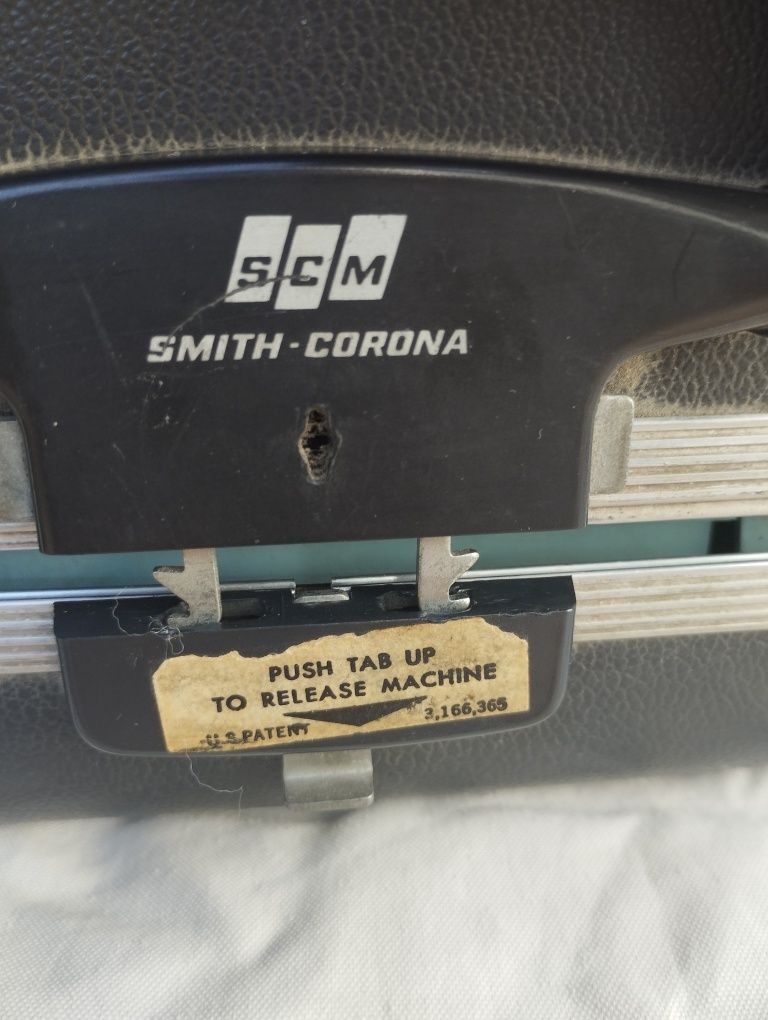 SCM
SMITH-CORONA
PUSH TAB UP
TO RELEASE MACHINE
U.S. PATENT 3,166,365